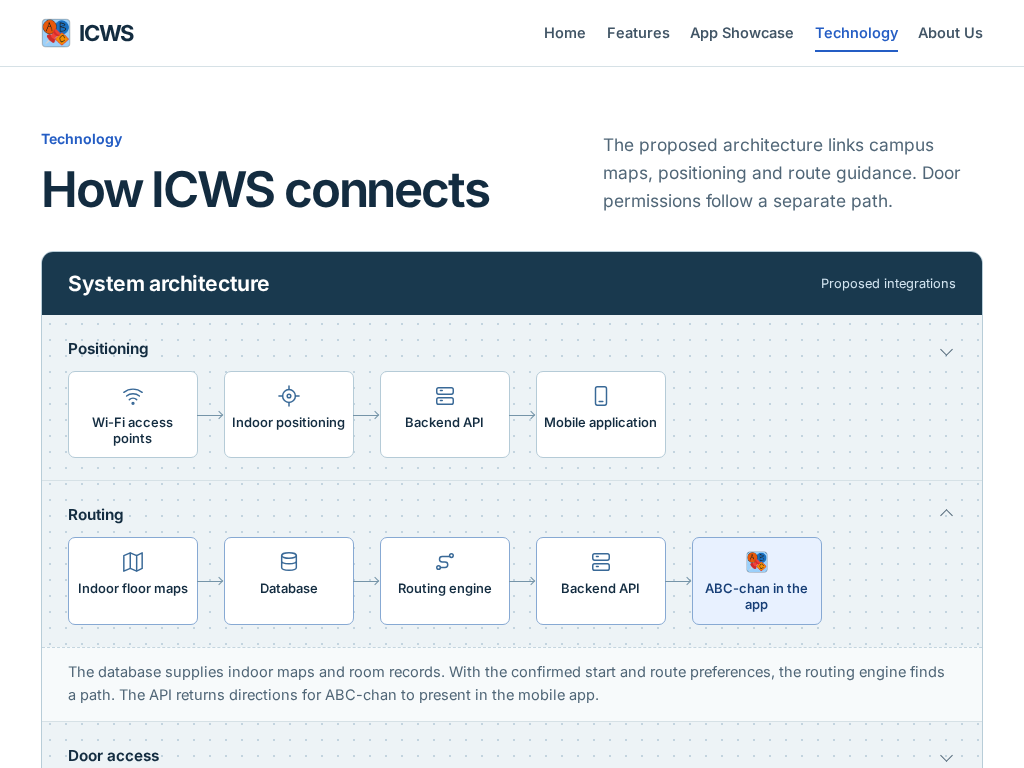 ICWS
Home
Features
App Showcase
Technology
About Us
Technology
How ICWS connects
The proposed architecture links campus
maps, positioning and route guidance. Door
permissions follow a separate path.
System architecture
Proposed integrations
Positioning
Wi-Fi access
points
Indoor positioning
Backend API
Mobile application
Routing
Indoor floor maps
Database
Routing engine
Backend API
ABC-chan in the
app
The database supplies indoor maps and room records. With the confirmed start and route preferences, the routing engine finds
a path. The API returns directions for ABC-chan to present in the mobile app.
Door access